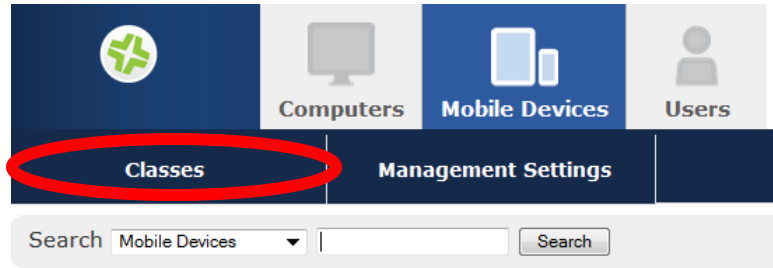 Computers Mobile Devices Users
Classes Management Settings
Search Mobile Devices Search